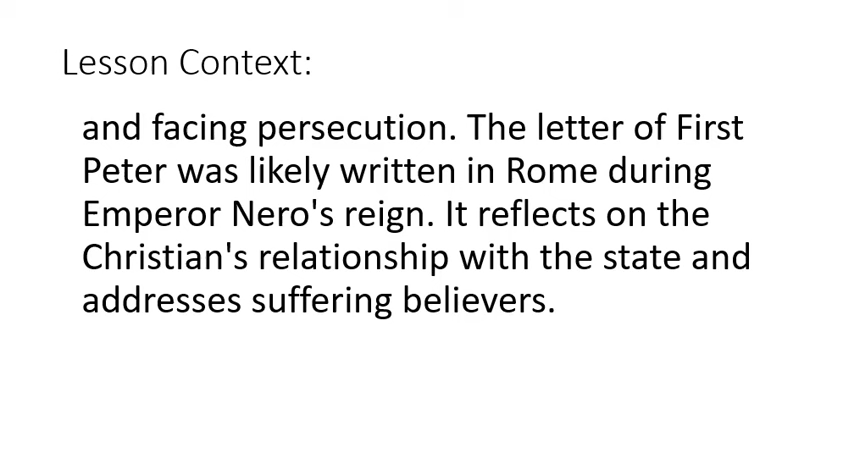 Lesson Context:
and facing persecution. The letter of First
Peter was likely written in Rome during
Emperor Nero's reign. It reflects on the
Christian's relationship with the state and
addresses suffering believers.